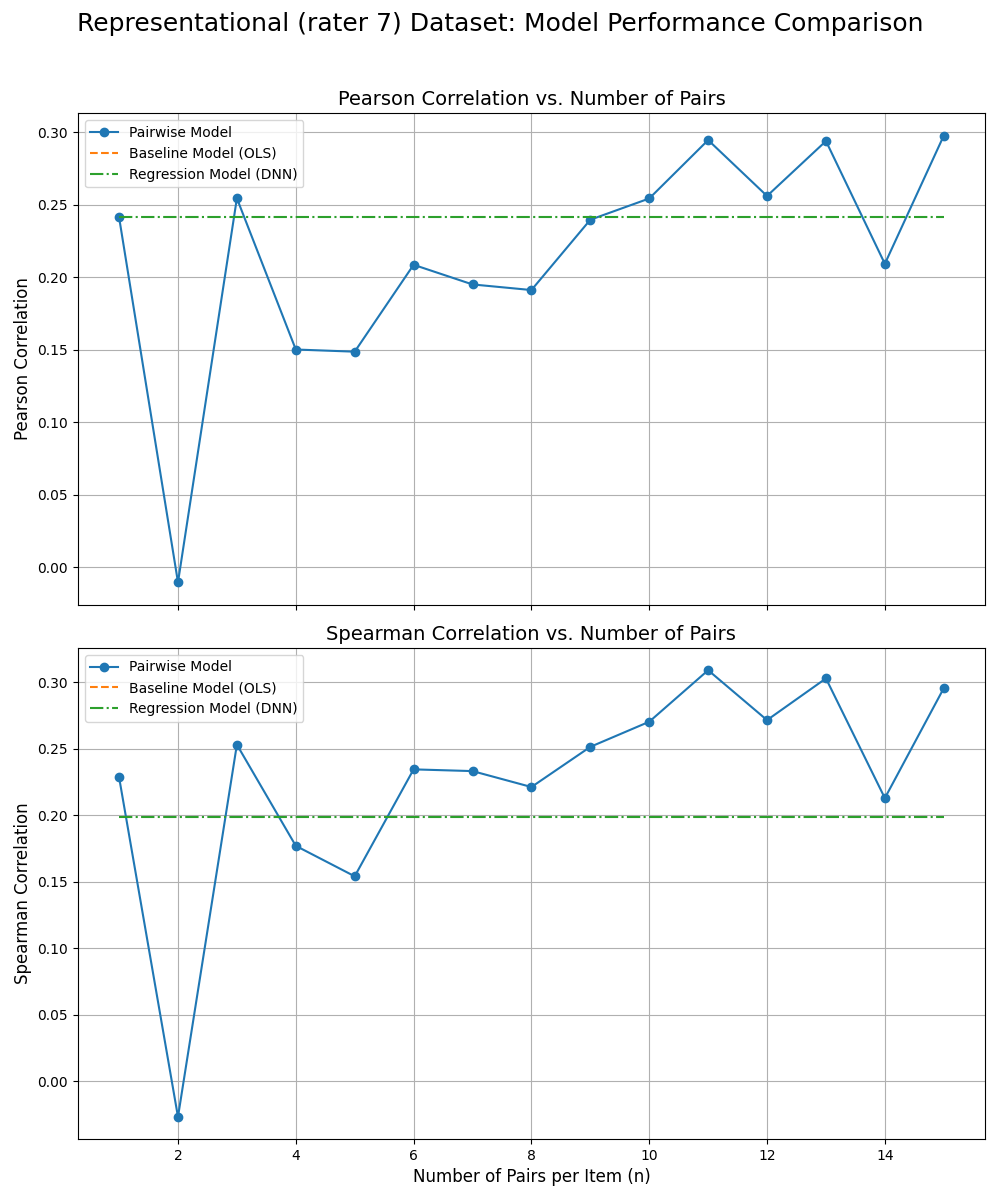 Representational (rater 7) Dataset: Model Performance Comparison
Pearson Correlation vs. Number of Pairs
Pairwise Model
Baseline Model (OLS)
Regression Model (DNN)
0.30
0.25
0.20
0.15
0.10
0.05
0.00
Pearson Correlation
Spearman Correlation vs. Number of Pairs
Pairwise Model
Baseline Model (OLS)
Regression Model (DNN)
0.30
0.25
0.20
0.15
0.10
0.05
0.00
Spearman Correlation
2 4 6 8 10 12 14
Number of Pairs per Item (n)